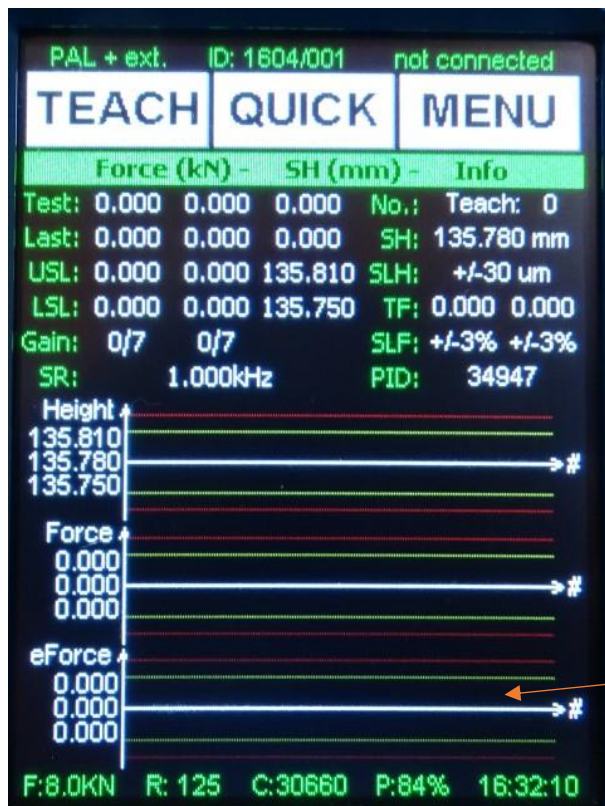 PAL + ext. ID: 1604/001 not connected
TEACH QUICK MENU
Force (kN) - SH (mm) - Info
Test: 0.000 0.000 0.000 No.: Teach: 0
Last: 0.000 0.000 0.000 SH: 135.780 mm
USL: 0.000 0.000 135.810 SLH: +/-30 um
LSL: 0.000 0.000 135.750 TF: 0.000 0.000
Gain: 0/7 0/7 SLF: +/-3% +/-3%
SR: 1.000kHz PID: 34947
Height
135.810
135.780 #
135.750
Force
0.000
0.000 #
0.000
eForce
0.000
0.000 #
0.000
F:8.0KN R: 125 C:30660 P:84% 16:32:10